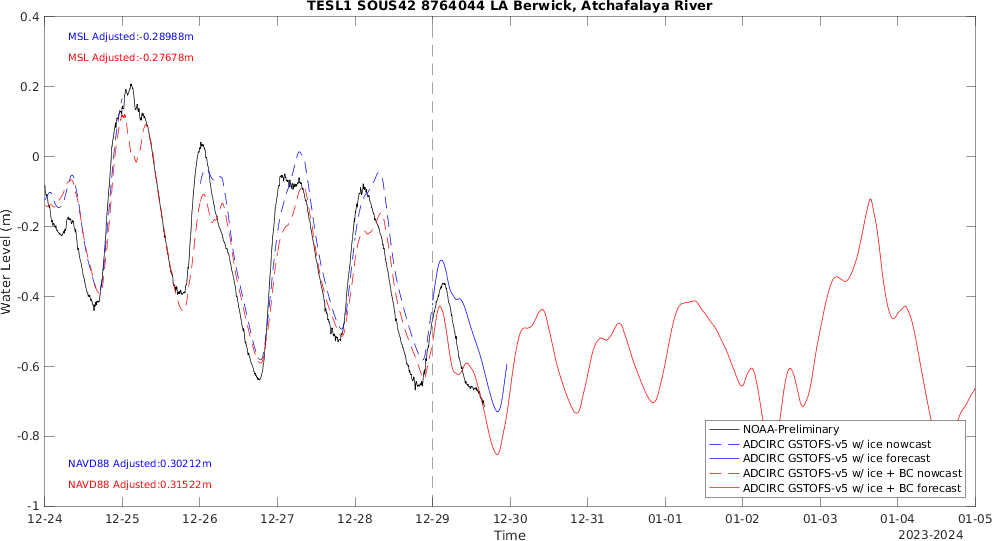 TESL1 SOUS42 8764044 LA Berwick, Atchafalaya River
MSL Adjusted:-0.28988m
MSL Adjusted:-0.27678m
0.4
0.2
0
-0.2
-0.4
-0.6
-0.8
-1
Water Level (m)
NAVD88 Adjusted:0.30212m
NAVD88 Adjusted:0.31522m
NOAA-Preliminary
ADCIRC GSTOFS-v5 w/ ice nowcast
ADCIRC GSTOFS-v5 w/ ice forecast
ADCIRC GSTOFS-v5 w/ ice + BC nowcast
ADCIRC GSTOFS-v5 w/ ice + BC forecast
12-24 12-25 12-26 12-27 12-28 12-29 12-30 01-01 01-01 01-02 01-03 01-04 01-05
Time
2023-2024